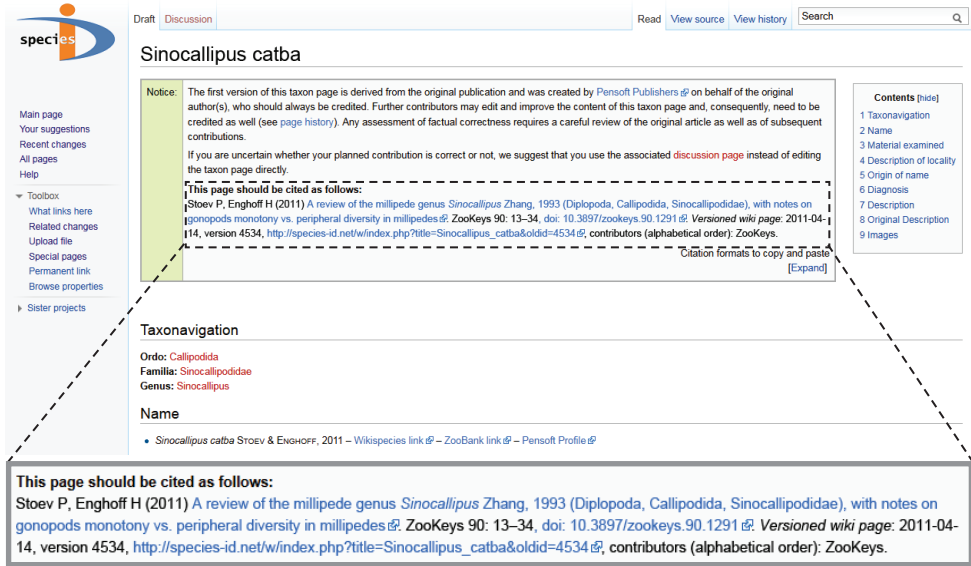 species
Main page
Your suggestions
Recent changes
All pages
Help
Toolbox
What links here
Related changes
Upload file
Special pages
Permanent link
Browse properties
Sister projects
Draft Discussion
Read View source View history Search
Sinocallipus catba
Notice: The first version of this taxon page is derived from the original publication and was created by Pensoft Publishers on behalf of the original
author(s), who should always be credited. Further contributors may edit and improve the content of this taxon page and, consequently, need to be
credited as well (see page history). Any assessment of factual correctness requires a careful review of the original article as well as of subsequent
contributions.
If you are uncertain whether your planned contribution is correct or not, we suggest that you use the associated discussion page instead of editing
the taxon page directly.
This page should be cited as follows:
Stoev P, Enghoff H (2011) A review of the millipede genus Sinocallipus Zhang, 1993 (Diplopoda, Callipodida, Sinocallipodidae), with notes on
gonopods monotony vs. peripheral diversity in millipedes. ZooKeys 90: 13–34, doi: 10.3897/zookeys.90.1291. Versioned wiki page: 2011-04-
14, version 4534, http://species-id.net/w/index.php?title=Sinocallipus_catba&oldid=4534, contributors (alphabetical order): ZooKeys.
Citation formats to copy and paste
[Expand]
Contents [hide]
1 Taxonavigation
2 Name
3 Material examined
4 Description of locality
5 Origin of name
6 Diagnosis
7 Description
8 Original Description
9 Images
Taxonavigation
Ordo: Callipodida
Familia: Sinocallipodidae
Genus: Sinocallipus
Name
• Sinocallipus catba STOEV & ENGHOFF, 2011 – Wikispecies link – ZooBank link – Pensoft Profile
This page should be cited as follows:
Stoev P, Enghoff H (2011) A review of the millipede genus Sinocallipus Zhang, 1993 (Diplopoda, Callipodida, Sinocallipodidae), with notes on
gonopods monotony vs. peripheral diversity in millipedes. ZooKeys 90: 13–34, doi: 10.3897/zookeys.90.1291. Versioned wiki page: 2011-04-
14, version 4534, http://species-id.net/w/index.php?title=Sinocallipus_catba&oldid=4534, contributors (alphabetical order): ZooKeys.